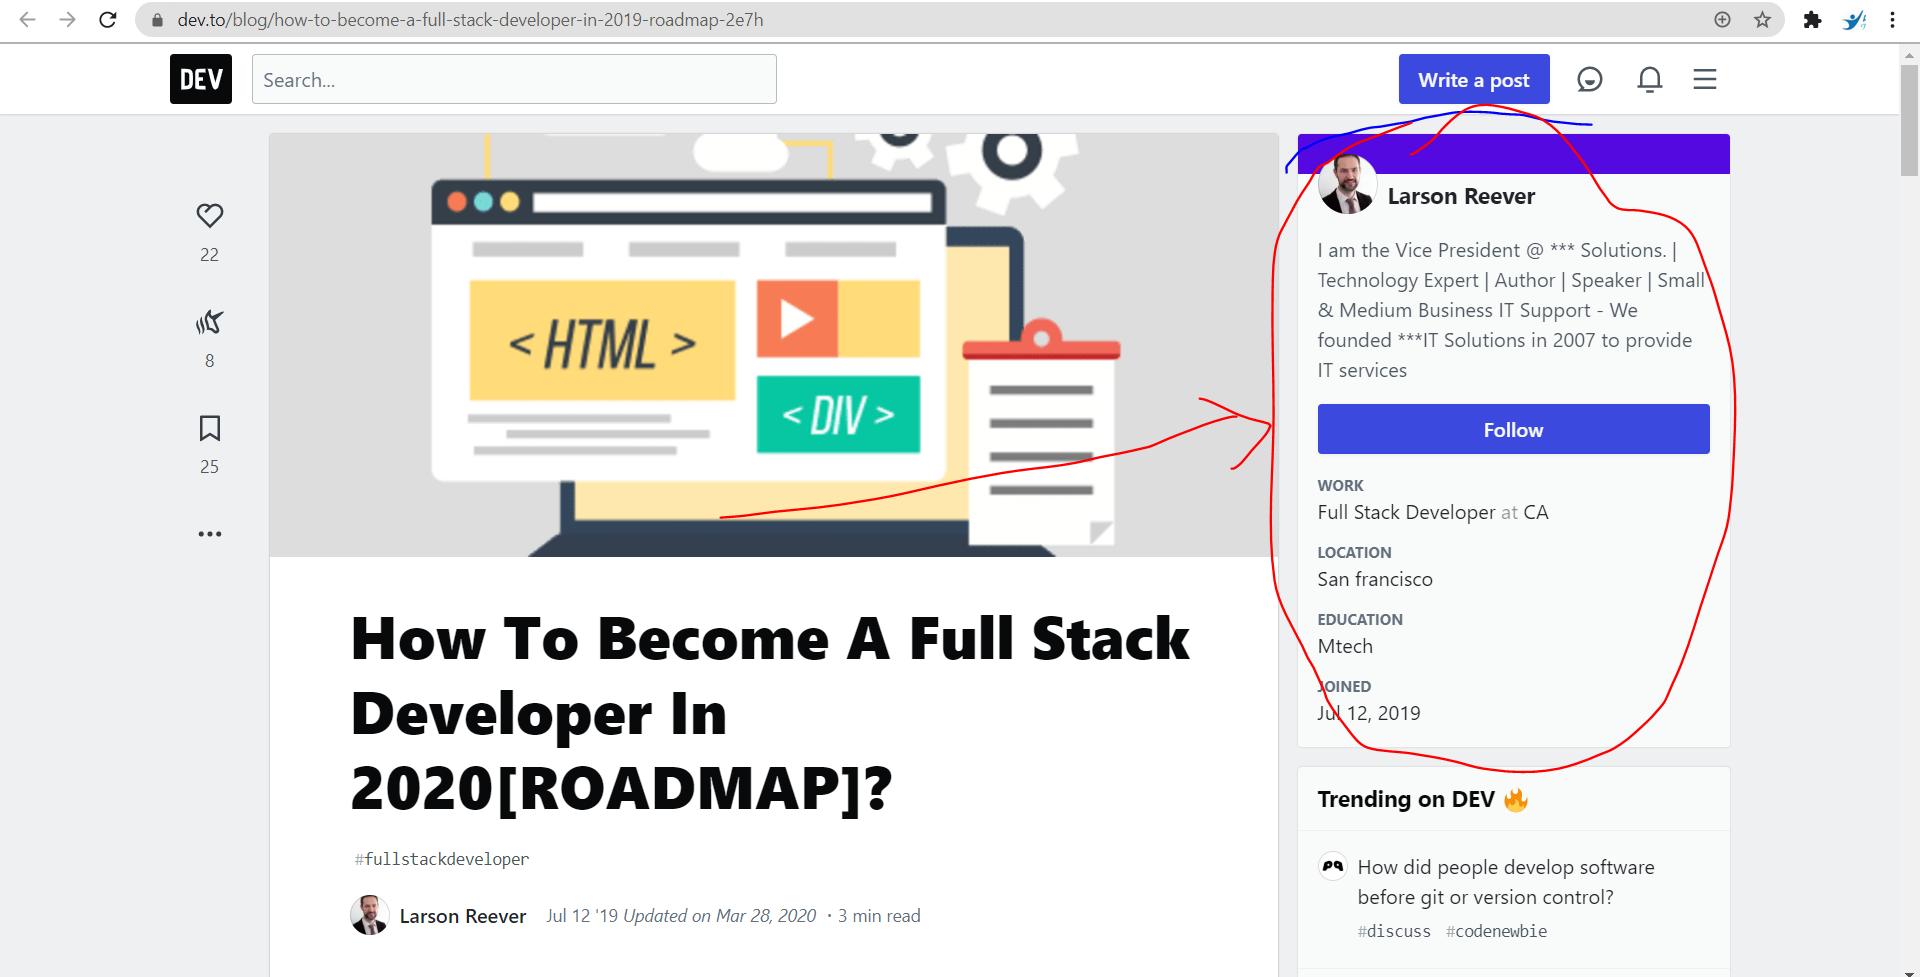 dev.to/blog/how-to-become-a-full-stack-developer-in-2019-roadmap-2e7h
DEV
Search...
Write a post
22
8
25
< HTML >
< DIV >
How To Become A Full Stack
Developer In
2020[ROADMAP]?
#fullstackdeveloper
Larson Reever Jul 12 '19 Updated on Mar 28, 2020 · 3 min read
Larson Reever
I am the Vice President @ *** Solutions. |
Technology Expert | Author | Speaker | Small
& Medium Business IT Support - We
founded ***IT Solutions in 2007 to provide
IT services
Follow
WORK
Full Stack Developer at CA
LOCATION
San francisco
EDUCATION
Mtech
JOINED
Jul 12, 2019
Trending on DEV 🔥
How did people develop software
before git or version control?
#discuss #codenewbie